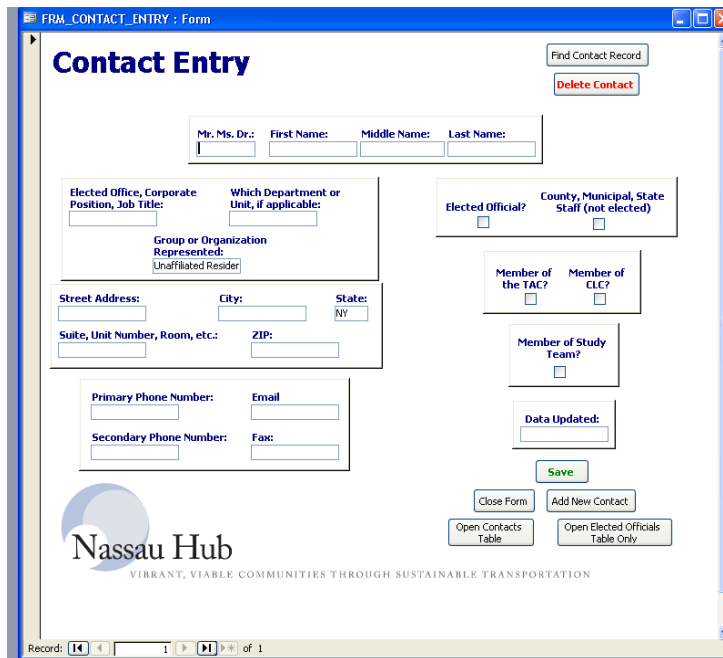 FRM_CONTACT_ENTRY : Form
Contact Entry
Find Contact Record
Delete Contact
Mr. Ms. Dr.: First Name: Middle Name: Last Name:
Elected Office, Corporate
Position, Job Title:
Which Department or
Unit, if applicable:
Group or Organization
Represented:
Unaffiliated Resider
Elected Official?
County, Municipal, State
Staff (not elected)
Member of
the TAC?
Member of
CLC?
Street Address: City: State:
NY
Suite, Unit Number, Room, etc.: ZIP:
Member of Study
Team?
Primary Phone Number: Email
Secondary Phone Number: Fax:
Data Updated:
Save
Close Form Add New Contact
Open Contacts
Table
Open Elected Officials
Table Only
Nassau Hub
VIBRANT, VIABLE COMMUNITIES THROUGH SUSTAINABLE TRANSPORTATION
Record: 1 of 1